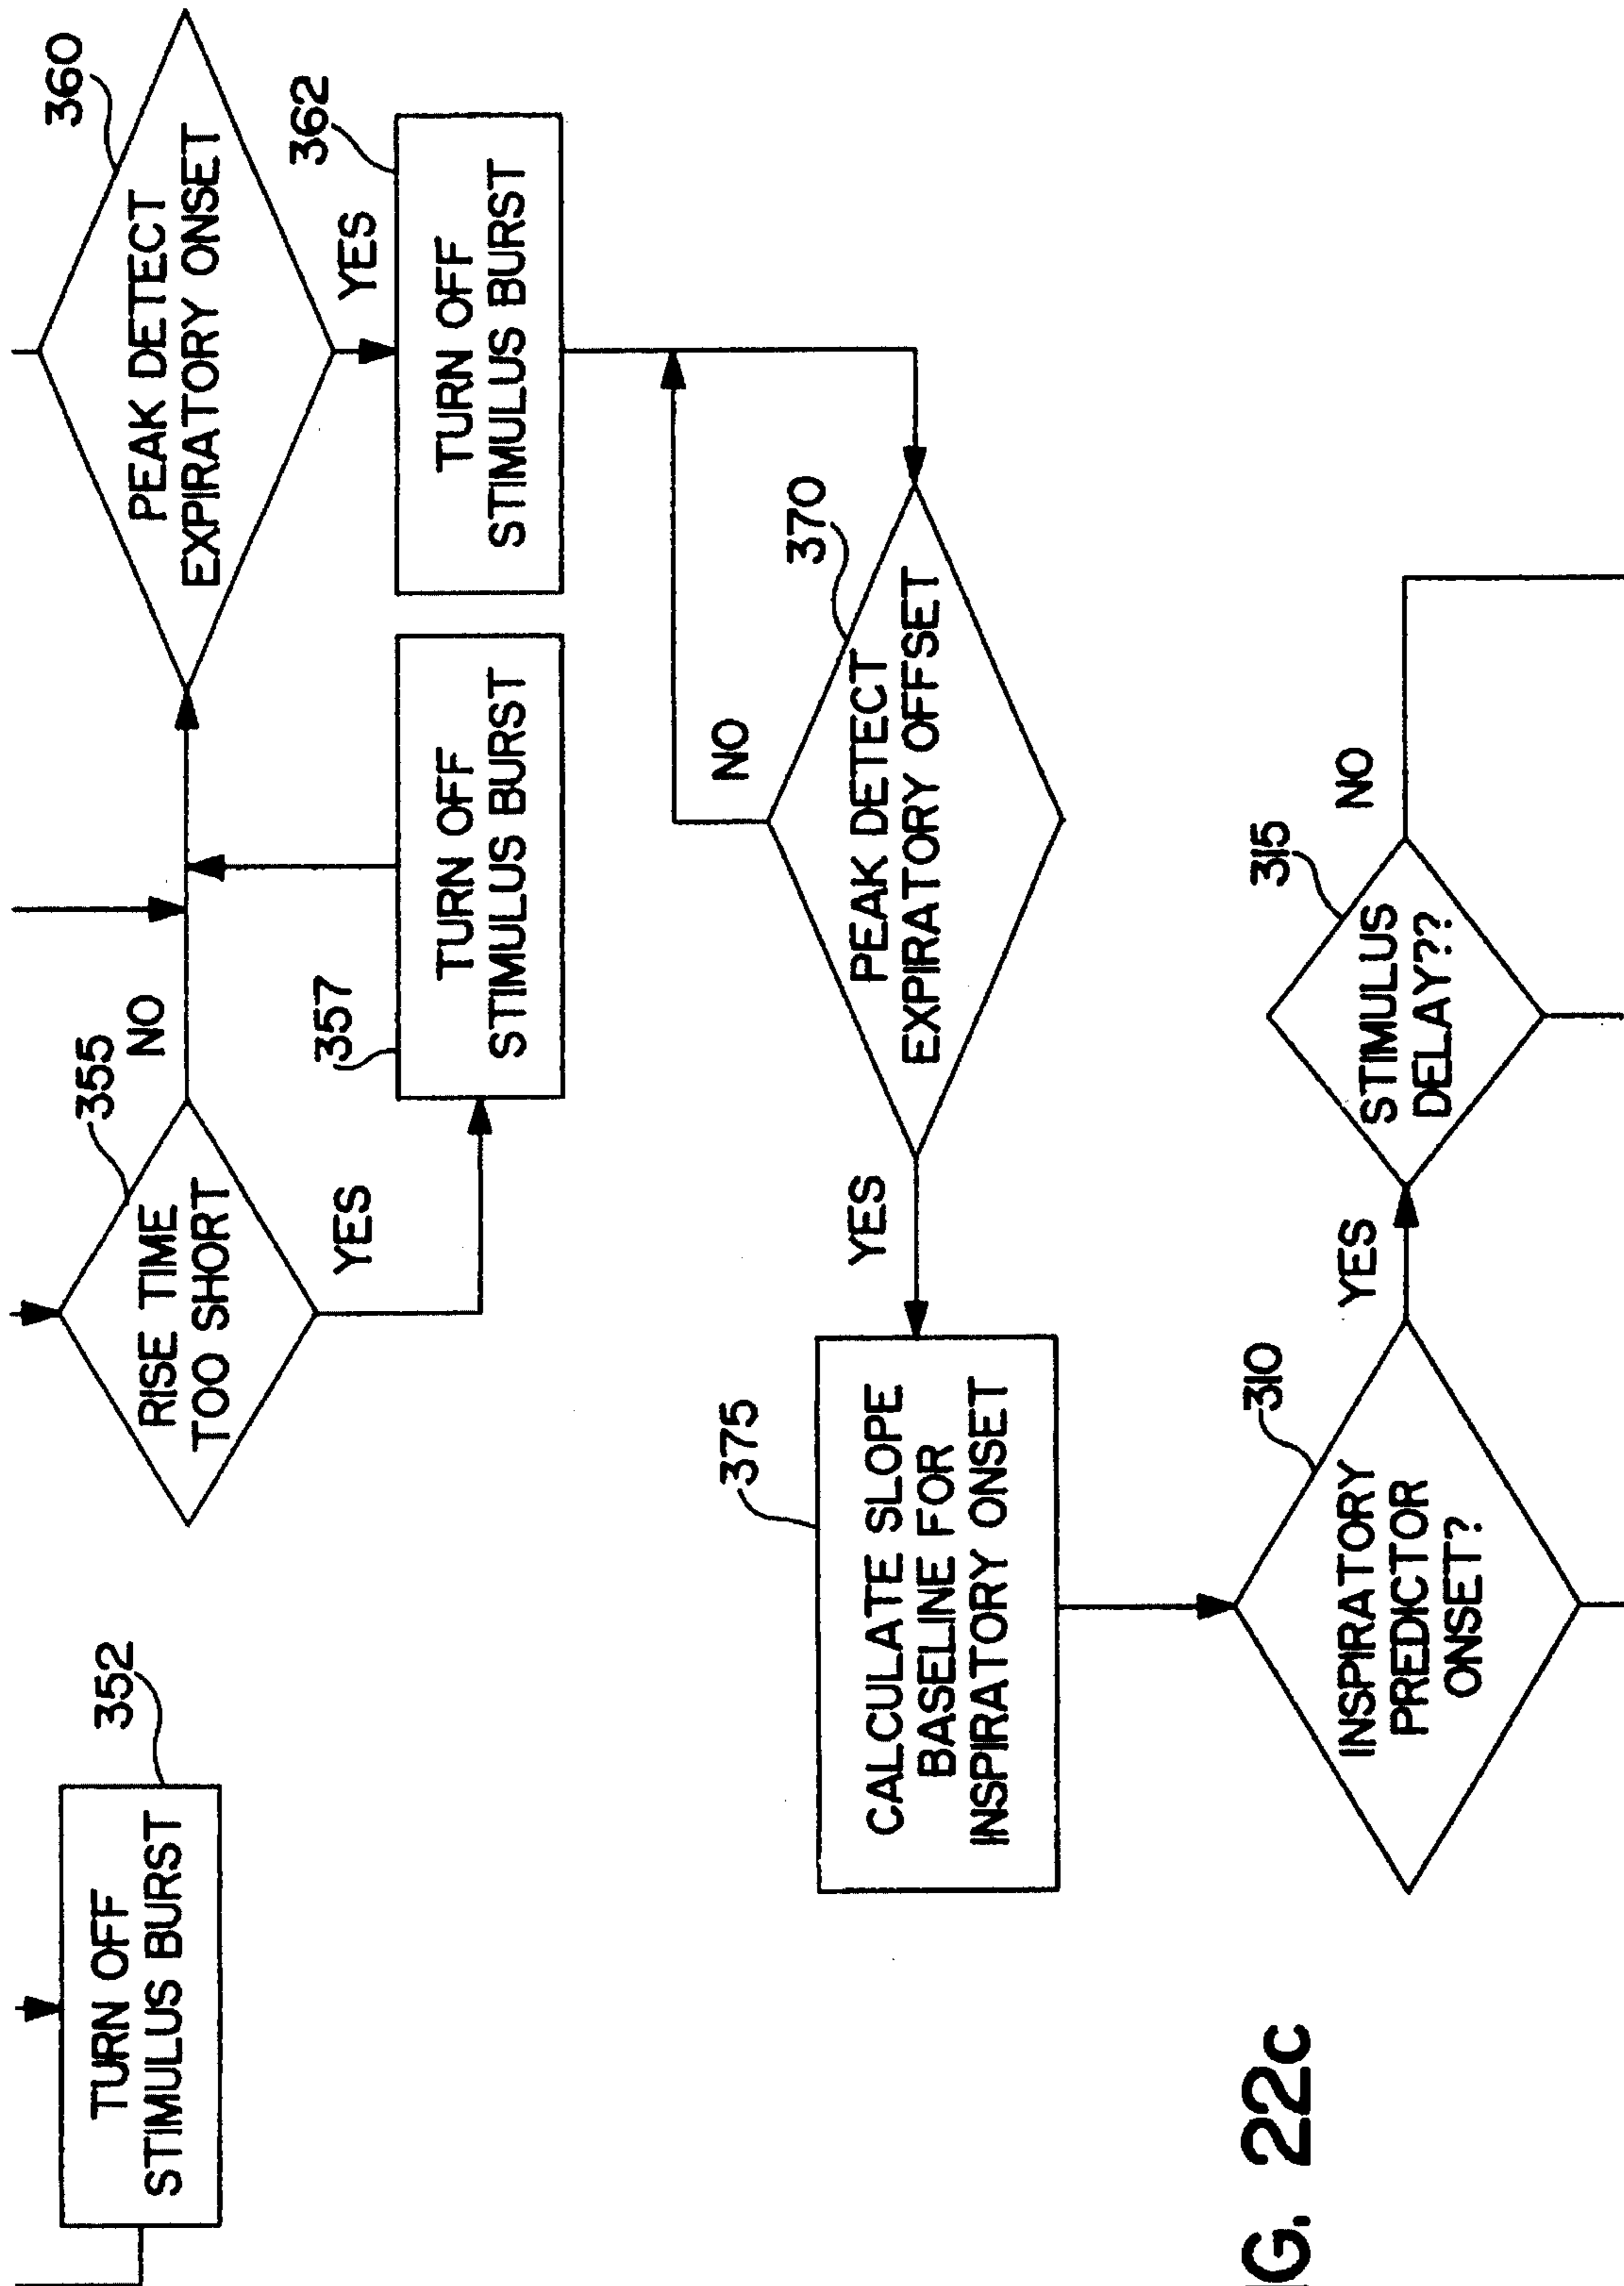 352
TURN OFF
STIMULUS BURST
355
RISE TIME
TOO SHORT
NO
YES
357
TURN OFF
STIMULUS BURST
360
PEAK DETECT
EXPIRATORY ONSET
YES
362
TURN OFF
STIMULUS BURST
370
PEAK DETECT
EXPIRATORY OFFSET
NO
YES
375
CALCULATE SLOPE
BASELINE FOR
INSPIRATORY ONSET
310
INSPIRATORY
PREDICTOR
ONSET?
YES
315
STIMULUS
DELAY??
NO
G. 22c